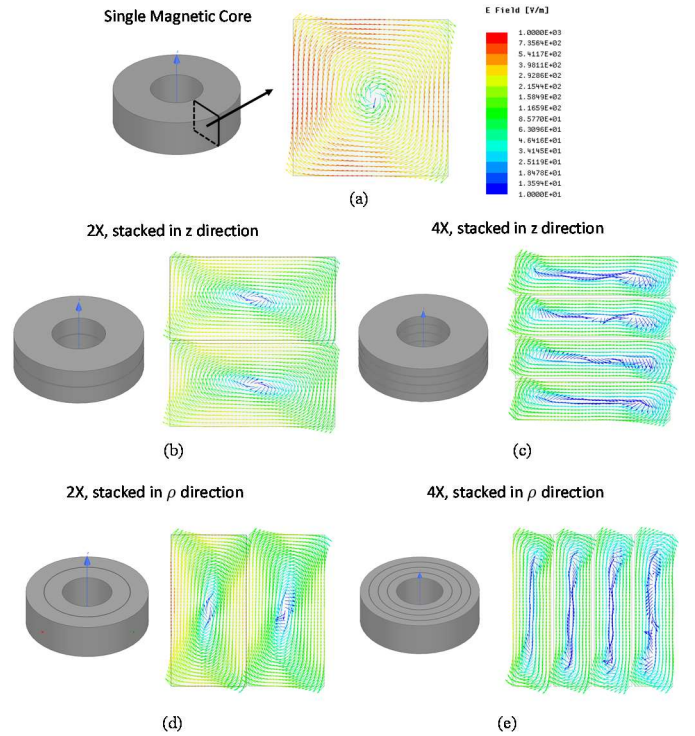 Single Magnetic Core
E Field [V/m]
1.0000E+03
7.3564E+02
5.4117E+02
3.9811E+02
2.9286E+02
2.1544E+02
1.5849E+02
1.1659E+02
8.5770E+01
6.3096E+01
4.6416E+01
3.4145E+01
2.5119E+01
1.8478E+01
1.3594E+01
1.0000E+01
(a)
2X, stacked in z direction
4X, stacked in z direction
(b)
(c)
2X, stacked in ρ direction
4X, stacked in ρ direction
(d)
(e)